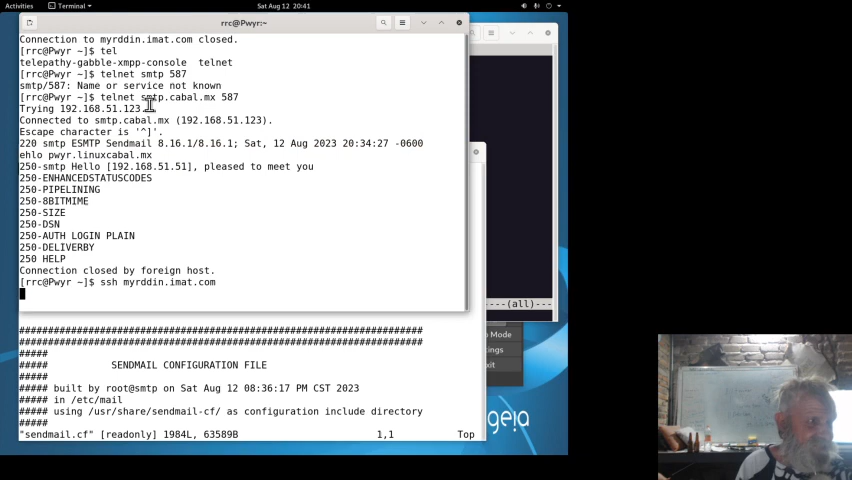 Activities
Terminal
Sat Aug 12 20:41
rrc@Pwyr:~
Connection to myrddin.imat.com closed.
[rrc@Pwyr ~]$ tel
telepathy-gabble-xmpp-console  telnet
[rrc@Pwyr ~]$ telnet smtp 587
smtp/587: Name or service not known
[rrc@Pwyr ~]$ telnet smtp.cabal.mx 587
Trying 192.168.51.123...
Connected to smtp.cabal.mx (192.168.51.123).
Escape character is '^]'.
220 smtp ESMTP Sendmail 8.16.1/8.16.1; Sat, 12 Aug 2023 20:34:27 -0600
ehlo pwyr.linuxcabal.mx
250-smtp Hello [192.168.51.51], pleased to meet you
250-ENHANCEDSTATUSCODES
250-PIPELINING
250-8BITMIME
250-SIZE
250-DSN
250-AUTH LOGIN PLAIN
250-DELIVERBY
250 HELP
Connection closed by foreign host.
[rrc@Pwyr ~]$ ssh myrddin.imat.com
----(all)---
Mode
######################################################################
######################################################################
#####
#####           SENDMAIL CONFIGURATION FILE
#####
##### built by root@smtp on Sat Aug 12 08:36:17 PM CST 2023
##### in /etc/mail
##### using /usr/share/sendmail-cf/ as configuration include directory
#####
"sendmail.cf" [readonly] 1984L, 63589B    1,1    Top
geia